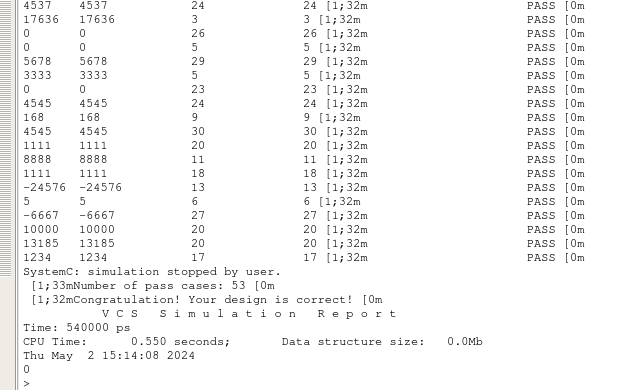 4537 4537 24 24 [1;32m PASS [0m
17636 17636 3 3 [1;32m PASS [0m
0 0 26 26 [1;32m PASS [0m
0 0 5 5 [1;32m PASS [0m
5678 5678 29 29 [1;32m PASS [0m
3333 3333 5 5 [1;32m PASS [0m
0 0 23 23 [1;32m PASS [0m
4545 4545 24 24 [1;32m PASS [0m
168 168 9 9 [1;32m PASS [0m
4545 4545 30 30 [1;32m PASS [0m
1111 1111 20 20 [1;32m PASS [0m
8888 8888 11 11 [1;32m PASS [0m
1111 1111 18 18 [1;32m PASS [0m
-24576 -24576 13 13 [1;32m PASS [0m
5 5 6 6 [1;32m PASS [0m
-6667 -6667 27 27 [1;32m PASS [0m
10000 10000 20 20 [1;32m PASS [0m
13185 13185 20 20 [1;32m PASS [0m
1234 1234 17 17 [1;32m PASS [0m
SystemC: simulation stopped by user.
[1;33mNumber of pass cases: 53 [0m
[1;32mCongratulation! Your design is correct! [0m
V C S   S i m u l a t i o n   R e p o r t
Time: 540000 ps
CPU Time: 0.550 seconds; Data structure size: 0.0Mb
Thu May 2 15:14:08 2024
0
>